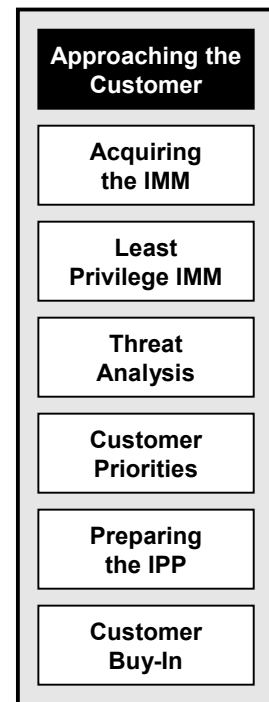 Approaching the
Customer
Acquiring
the IMM
Least
Privilege IMM
Threat
Analysis
Customer
Priorities
Preparing
the IPP
Customer
Buy-In